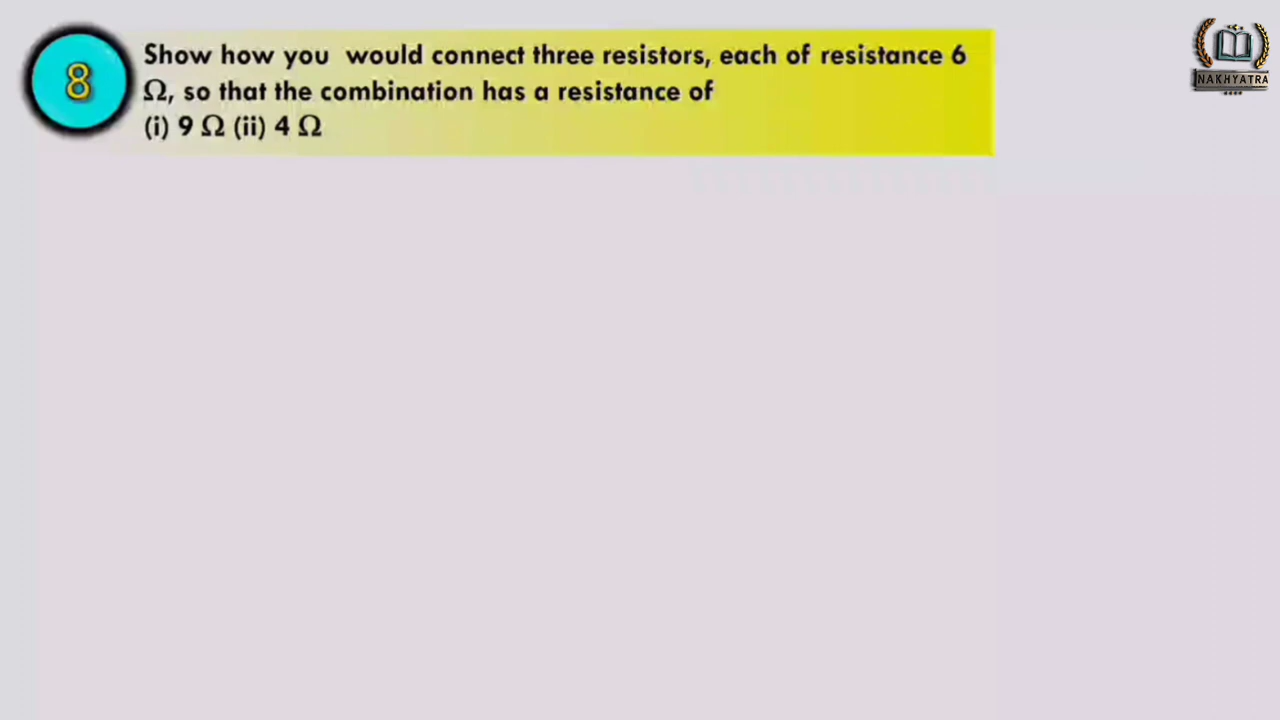 8
Show how you would connect three resistors, each of resistance 6
Ω, so that the combination has a resistance of
(i) 9 Ω (ii) 4 Ω
NAKHYATRA